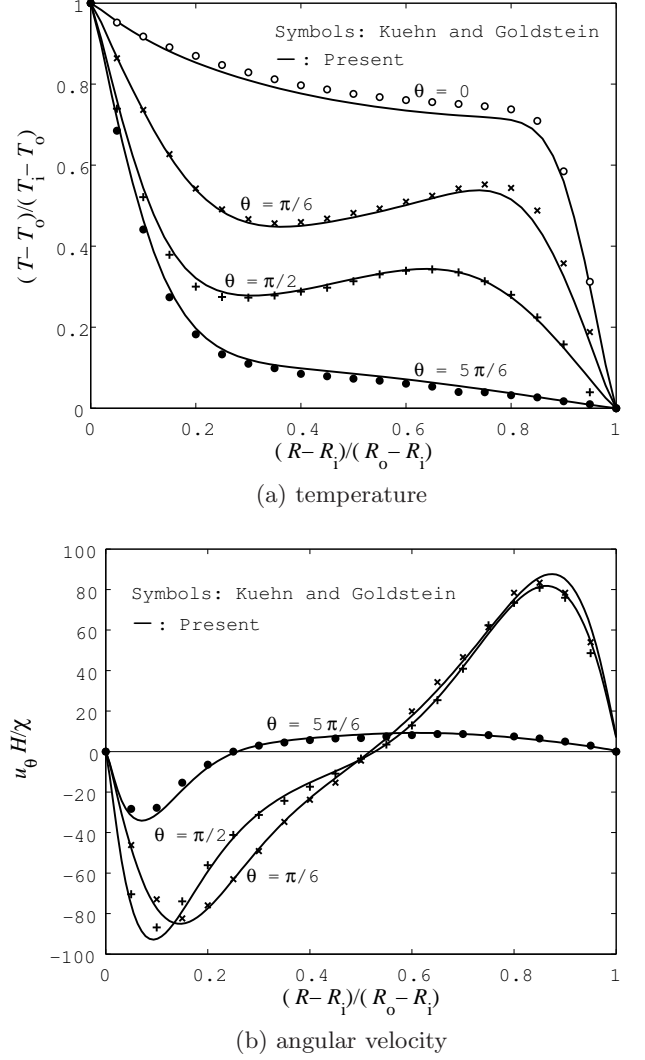 1
0.8
0.6
0.4
0.2
0
(T−T_o)/(T_i−T_o)
Symbols: Kuehn and Goldstein
—: Present
θ = 0
θ = π/6
θ = π/2
θ = 5π/6
0 0.2 0.4 0.6 0.8 1
(R−R_i)/(R_o−R_i)
(a) temperature
100
80
60
40
20
0
−20
−40
−60
−80
−100
u_θ H/χ
Symbols: Kuehn and Goldstein
—: Present
θ = 5π/6
θ = π/2
θ = π/6
0 0.2 0.4 0.6 0.8 1
(R−R_i)/(R_o−R_i)
(b) angular velocity